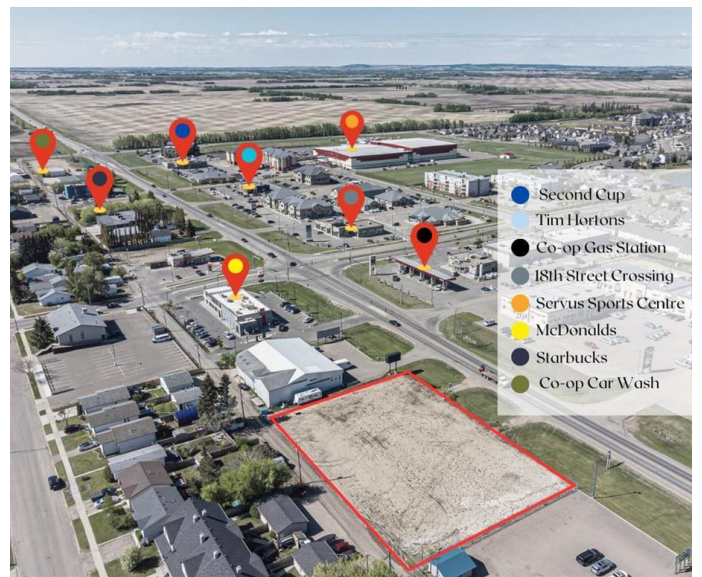 Second Cup
Tim Hortons
Co-op Gas Station
18th Street Crossing
Servus Sports Centre
McDonalds
Starbucks
Co-op Car Wash